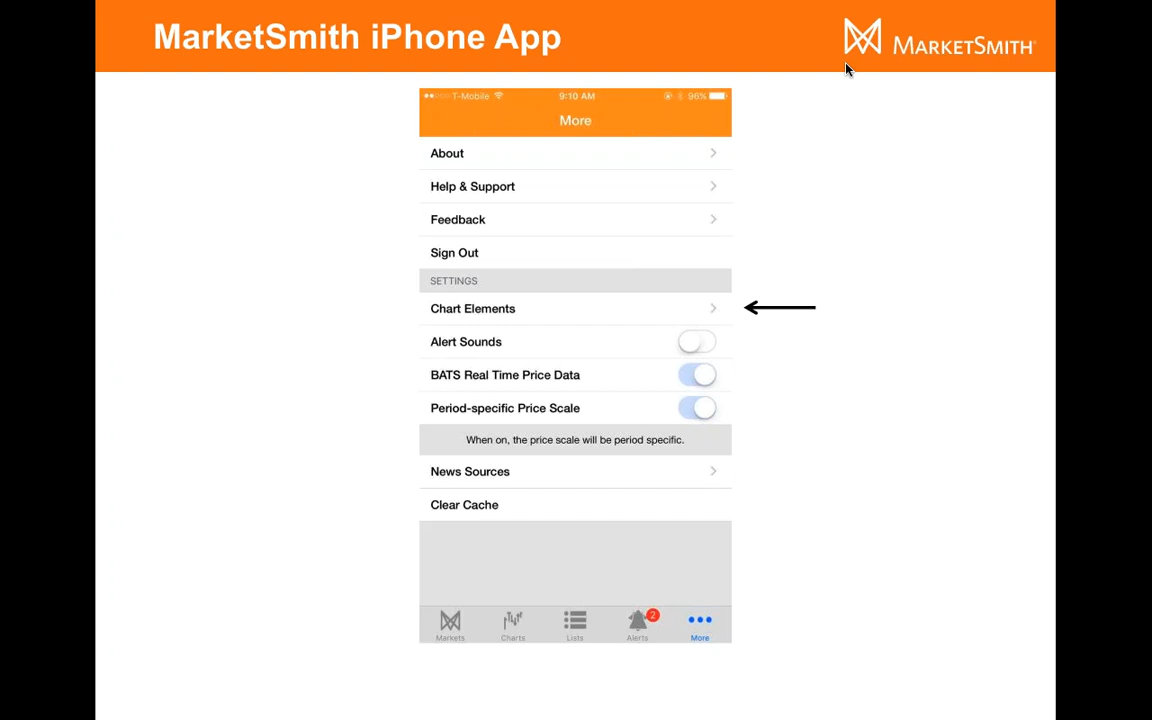 MarketSmith iPhone App
MARKETSMITH
T-Mobile 9:10 AM 96%
More
About
Help & Support
Feedback
Sign Out
SETTINGS
Chart Elements
Alert Sounds
BATS Real Time Price Data
Period-specific Price Scale
When on, the price scale will be period specific.
News Sources
Clear Cache
2
Markets Charts Lists Alerts More